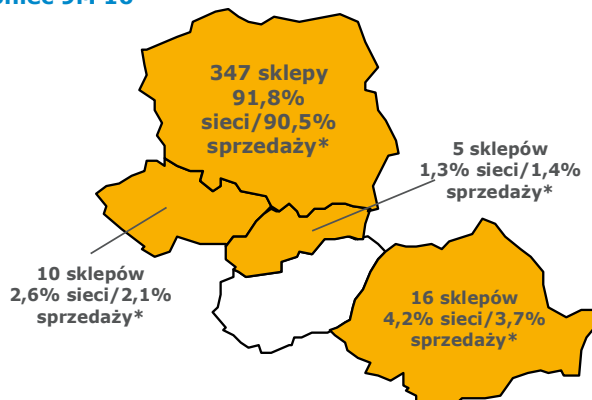 347 sklepy
91,8%
sieci/90,5%
sprzedaży*
5 sklepów
1,3% sieci/1,4%
sprzedaży*
10 sklepów
2,6% sieci/2,1%
sprzedaży*
16 sklepów
4,2% sieci/3,7%
sprzedaży*